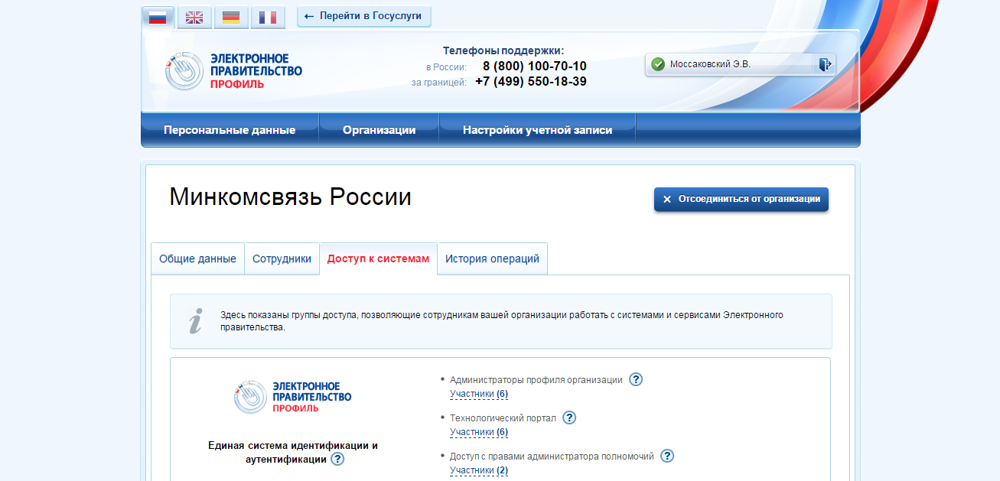 ← Перейти в Госуслуги
ЭЛЕКТРОННОЕ
ПРАВИТЕЛЬСТВО
ПРОФИЛЬ
Телефоны поддержки:
в России: 8 (800) 100-70-10
за границей: +7 (499) 550-18-39
Моссаковский Э.В.
Персональные данные Организации Настройки учетной записи
Минкомсвязь России
× Отсоединиться от организации
Общие данные Сотрудники Доступ к системам История операций
Здесь показаны группы доступа, позволяющие сотрудникам вашей организации работать с системами и сервисами Электронного
правительства.
ЭЛЕКТРОННОЕ
ПРАВИТЕЛЬСТВО
ПРОФИЛЬ
Единая система идентификации и
аутентификации ?
• Администраторы профиля организации ?
Участники (6)
• Технологический портал ?
Участники (6)
• Доступ с правами администратора полномочий ?
Участники (2)